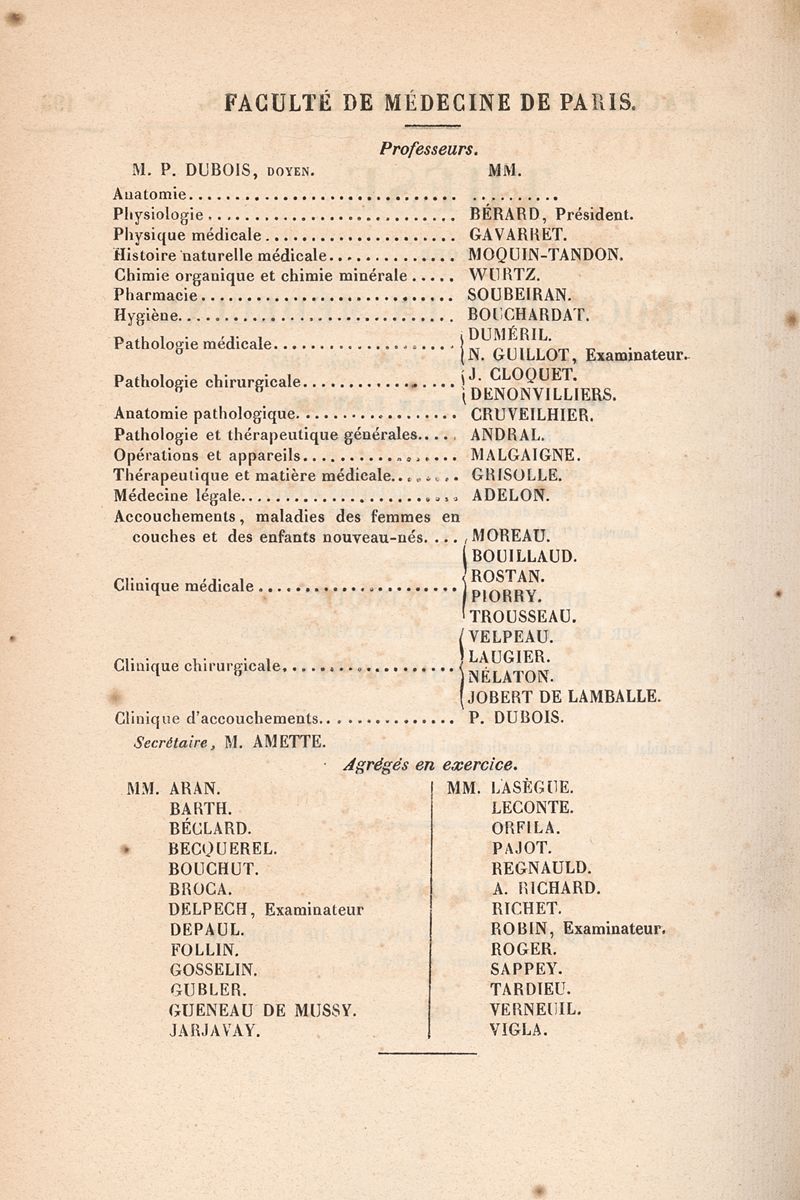 FACULTÉ DE MÉDECINE DE PARIS.
Professeurs.
M. P. DUBOIS, DOYEN. MM.
Anatomie............................. ..........
Physiologie........................... BÉRARD, Président.
Physique médicale..................... GAVARRET.
Histoire naturelle médicale.............. MOQUIN-TANDON.
Chimie organique et chimie minérale..... WURTZ.
Pharmacie............................ SOUBEIRAN.
Hygiène.............................. BOUCHARDAT.
Pathologie médicale.................... DUMÉRIL.
N. GUILLOT, Examinateur.
Pathologie chirurgicale................. J. CLOQUET.
DENONVILLIERS.
Anatomie pathologique.................. CRUVEILHIER.
Pathologie et thérapeutique générales..... ANDRAL.
Opérations et appareils................. MALGAIGNE.
Thérapeutique et matière médicale........ GRISOLLE.
Médecine légale........................ ADELON.
Accouchements, maladies des femmes en
couches et des enfants nouveau-nés..... MOREAU.
BOUILLAUD.
Clinique médicale...................... ROSTAN.
PIORRY.
TROUSSEAU.
VELPEAU.
Clinique chirurgicale................... LAUGIER.
NÉLATON.
JOBERT DE LAMBALLE.
Clinique d'accouchements............... P. DUBOIS.
Secrétaire, M. AMETTE.
Agrégés en exercice.
MM. ARAN. MM. LASÈGUE.
BARTH. LECONTE.
BÉCLARD. ORFILA.
BECQUEREL. PAJOT.
BOUCHUT. REGNAULD.
BROCA. A. RICHARD.
DELPECH, Examinateur RICHET.
DEPAUL. ROBIN, Examinateur.
FOLLIN. ROGER.
GOSSELIN. SAPPEY.
GUBLER. TARDIEU.
GUENEAU DE MUSSY. VERNEUIL.
JARJAVAY. VIGLA.